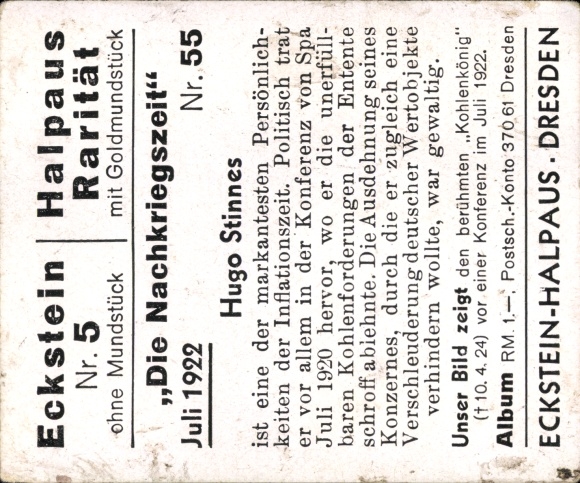 Eckstein
Nr. 5
ohne Mundstück
Halpaus
Rarität
mit Goldmundstück
„Die Nachkriegszeit“
Juli 1922 Nr. 55
Hugo Stinnes
ist eine der markantesten Persönlich-
keiten der Inflationszeit. Politisch trat
er vor allem in der Konferenz von Spa
Juli 1920 hervor, wo er die unerfüll-
baren Kohlenforderungen der Entente
schroff ablehnte. Die Ausdehnung seines
Konzernes, durch die er zugleich eine
Verschleuderung deutscher Wertobjekte
verhindern wollte, war gewaltig.
Unser Bild zeigt den berühmten „Kohlenkönig“
(† 10. 4. 24) vor einer Konferenz im Juli 1922.
Album RM. 1,—, Postsch.-Konto 370,61 Dresden
ECKSTEIN-HALPAUS · DRESDEN